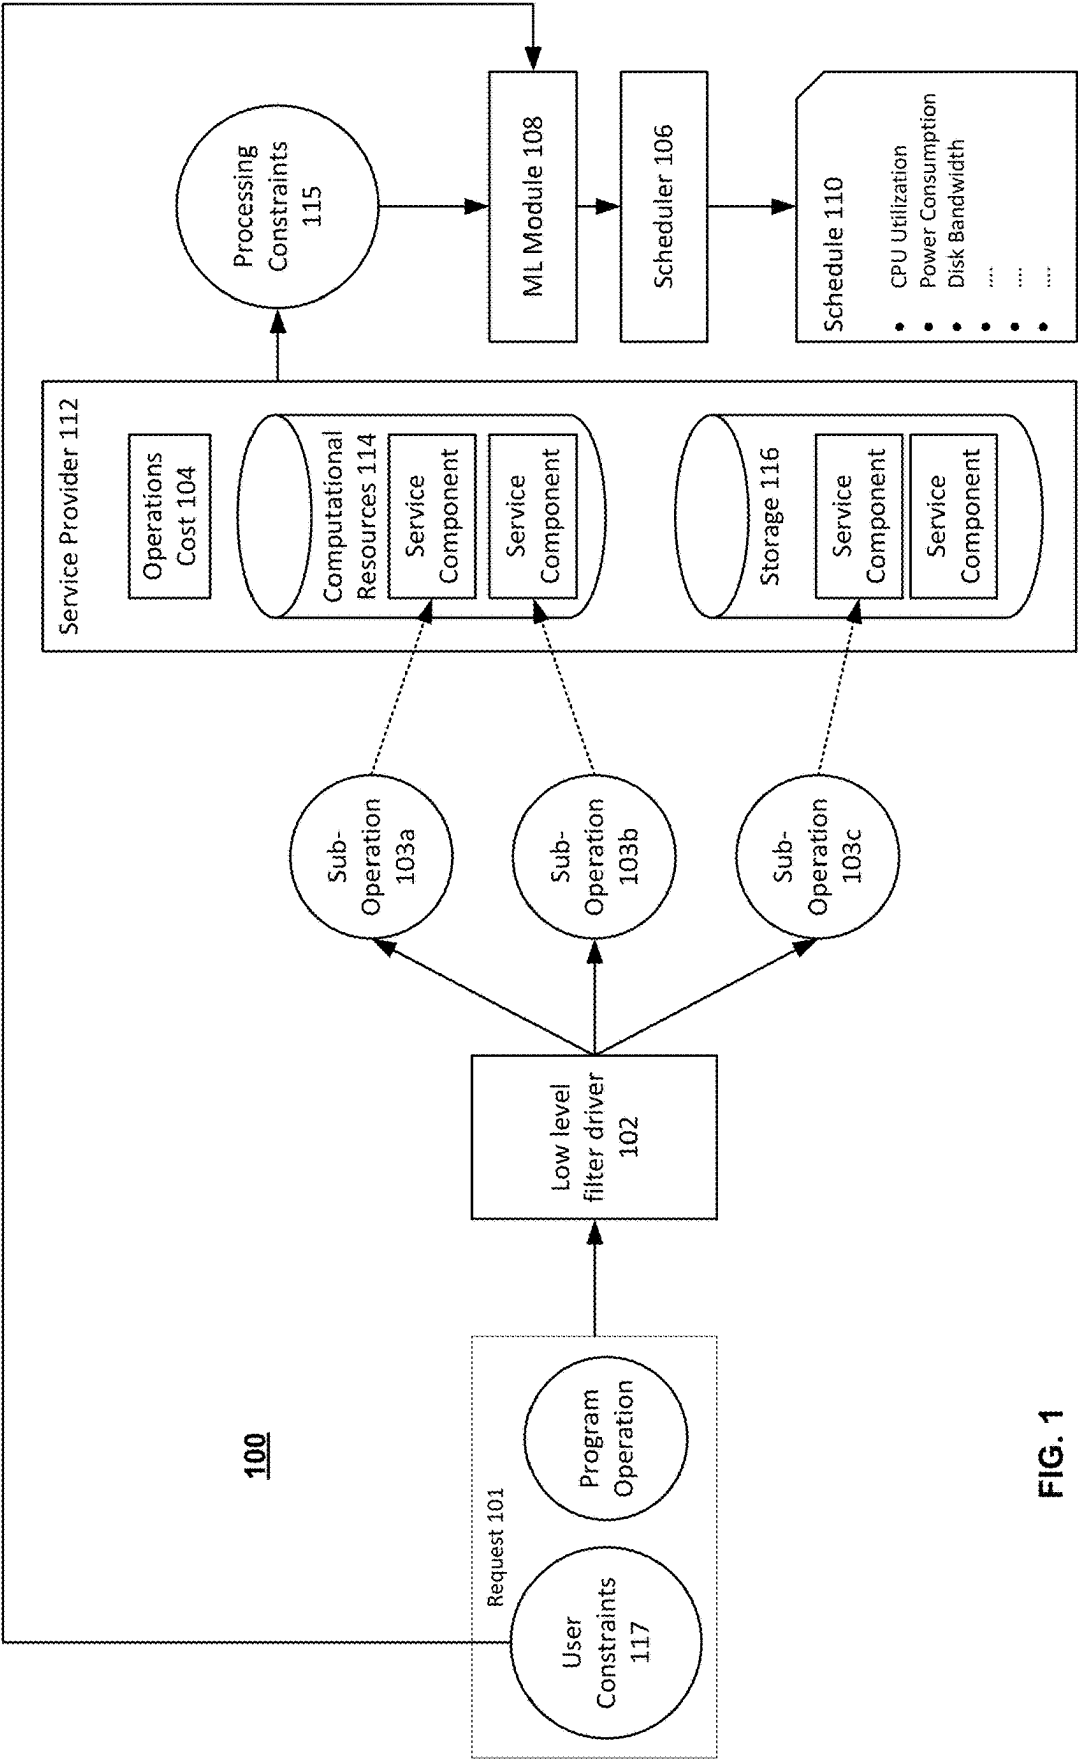 100
Request 101
User
Constraints
117
Program
Operation
Low level
filter driver
102
Sub-
Operation
103a
Sub-
Operation
103b
Sub-
Operation
103c
Service Provider 112
Operations
Cost 104
Computational
Resources 114
Service
Component
Service
Component
Storage 116
Service
Component
Service
Component
Processing
Constraints
115
ML Module 108
Scheduler 106
Schedule 110
• CPU Utilization
• Power Consumption
• Disk Bandwidth
• ....
• ....
• ....
FIG. 1